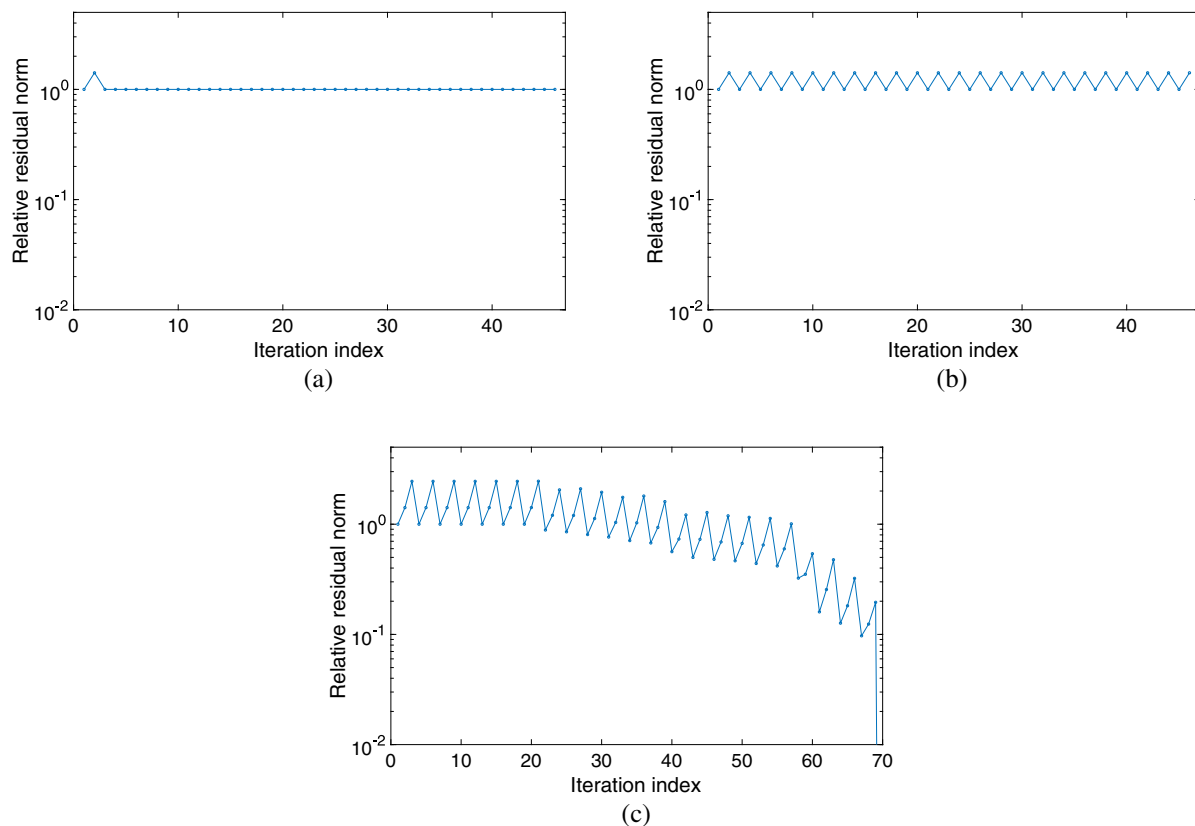 Relative residual norm
10^0
10^-1
10^-2
0 10 20 30 40
Iteration index
(a)
Relative residual norm
10^0
10^-1
10^-2
0 10 20 30 40
Iteration index
(b)
Relative residual norm
10^0
10^-1
10^-2
0 10 20 30 40 50 60 70
Iteration index
(c)